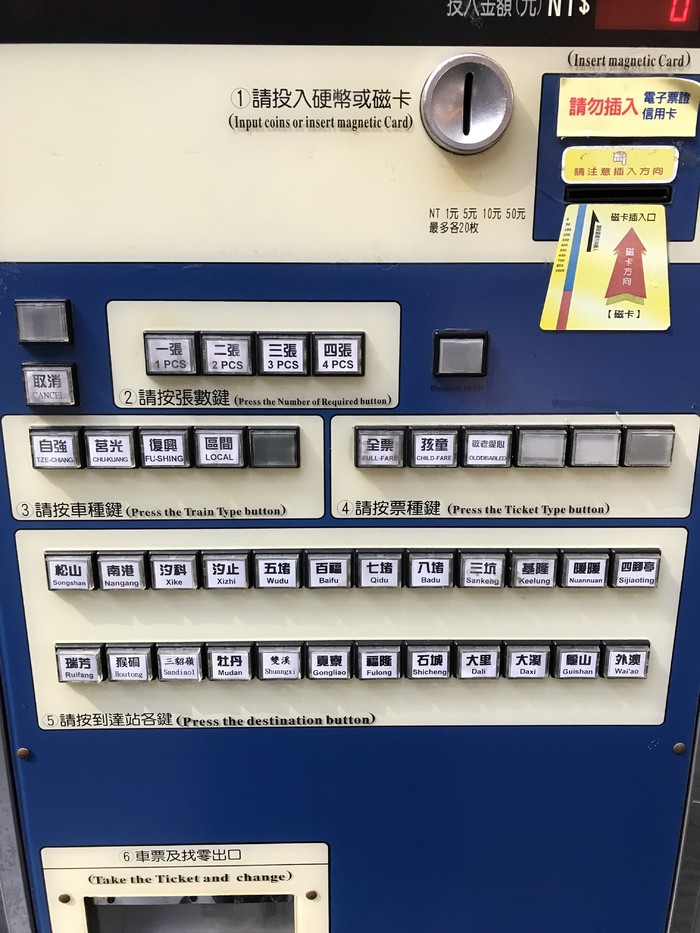 投入金額(元) NT$ 0
(Insert magnetic Card)
①請投入硬幣或磁卡
(Input coins or insert magnetic Card)
請勿插入 電子票證 信用卡
請注意插入方向
NT 1元 5元 10元 50元
最多各20枚
磁卡插入口
磁卡方向
【磁卡】
一張 二張 三張 四張
1 PCS 2 PCS 3 PCS 4 PCS
取消
CANCEL
②請按張數鍵 (Press the Number of Required button)
自強 莒光 復興 區間
TZE-CHIANG CHU-KUANG FU-SHING LOCAL
③請按車種鍵 (Press the Train Type button)
全票 孩童 敬老愛心
FULL-FARE CHILD-FARE OLD/DISABLED
④請按票種鍵 (Press the Ticket Type button)
松山 南港 汐科 汐止 五堵 百福 七堵 八堵 三坑 基隆 暖暖 四腳亭
Songshan Nangang Xike Xizhi Wudu Baifu Qidu Badu Sankeng Keelung Nuannuan Sijiaoting
瑞芳 猴硐 三貂嶺 牡丹 雙溪 貢寮 福隆 石城 大里 大溪 龜山 外澳
Ruifang Houtong Sandiaol Mudan Shuangxi Gongliao Fulong Shicheng Dali Daxi Guishan Wai'ao
⑤請按到達站名鍵 (Press the destination button)
⑥車票及找零出口
(Take the Ticket and change)